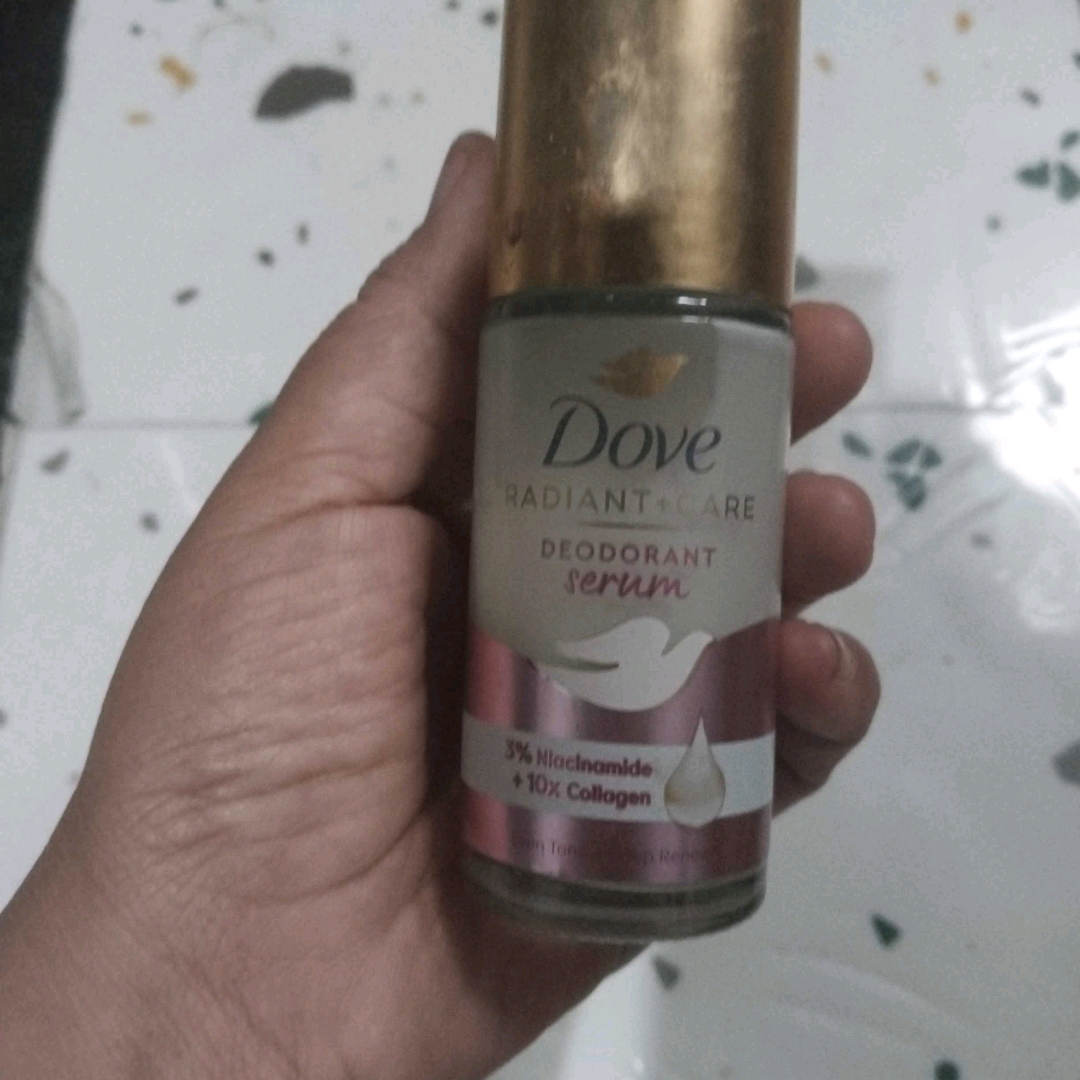 Dove
RADIANT+CARE
DEODORANT
serum
3% Niacinamide
+ 10x Collagen